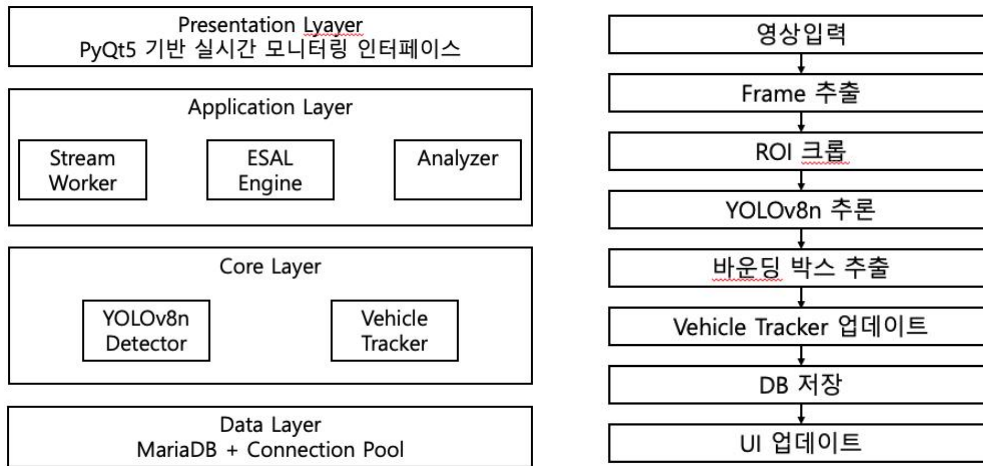 Presentation Lyayer
PyQt5 기반 실시간 모니터링 인터페이스
Application Layer
Stream
Worker
ESAL
Engine
Analyzer
Core Layer
YOLOv8n
Detector
Vehicle
Tracker
Data Layer
MariaDB + Connection Pool
영상입력
Frame 추출
ROI 크롭
YOLOv8n 추론
바운딩 박스 추출
Vehicle Tracker 업데이트
DB 저장
UI 업데이트